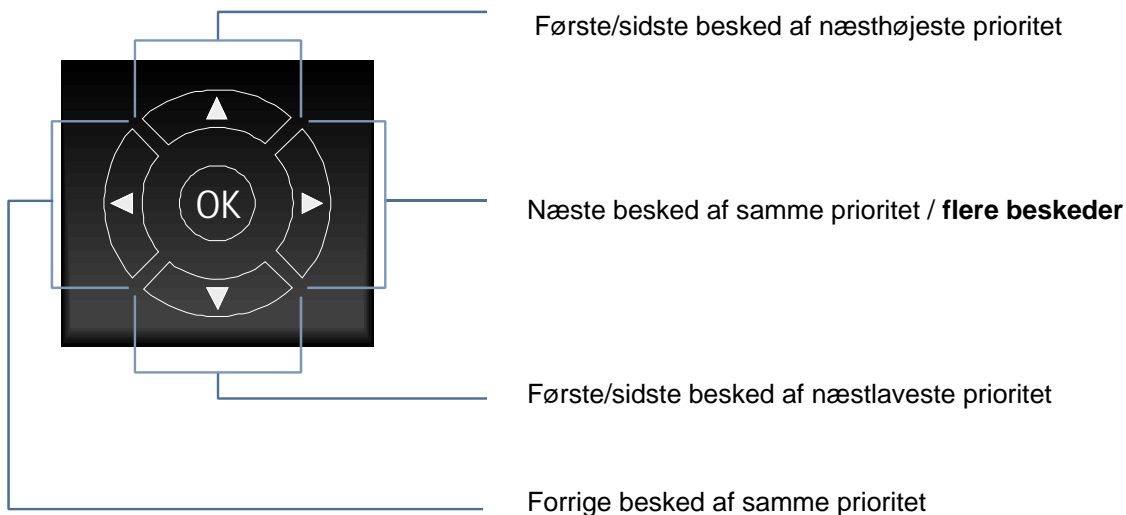 Første/sidste besked af næsthøjeste prioritet
OK
Næste besked af samme prioritet / flere beskeder
Første/sidste besked af næstlaveste prioritet
Forrige besked af samme prioritet